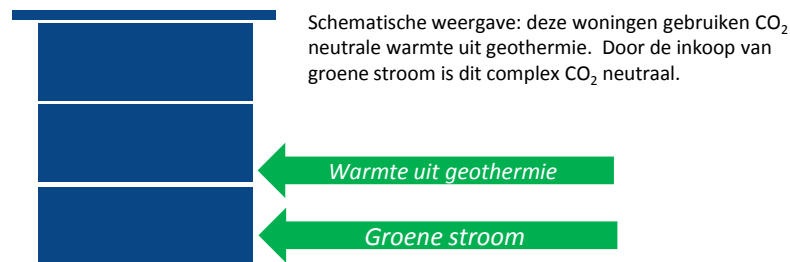 Schematische weergave: deze woningen gebruiken CO₂
neutrale warmte uit geothermie.  Door de inkoop van
groene stroom is dit complex CO₂ neutraal.
Warmte uit geothermie
Groene stroom